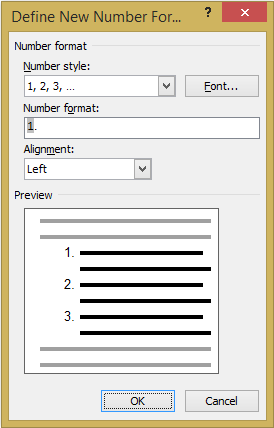 Define New Number For...
Number format
Number style:
1, 2, 3, ...
Font...
Number format:
1.
Alignment:
Left
Preview
1.
2.
3.
OK
Cancel